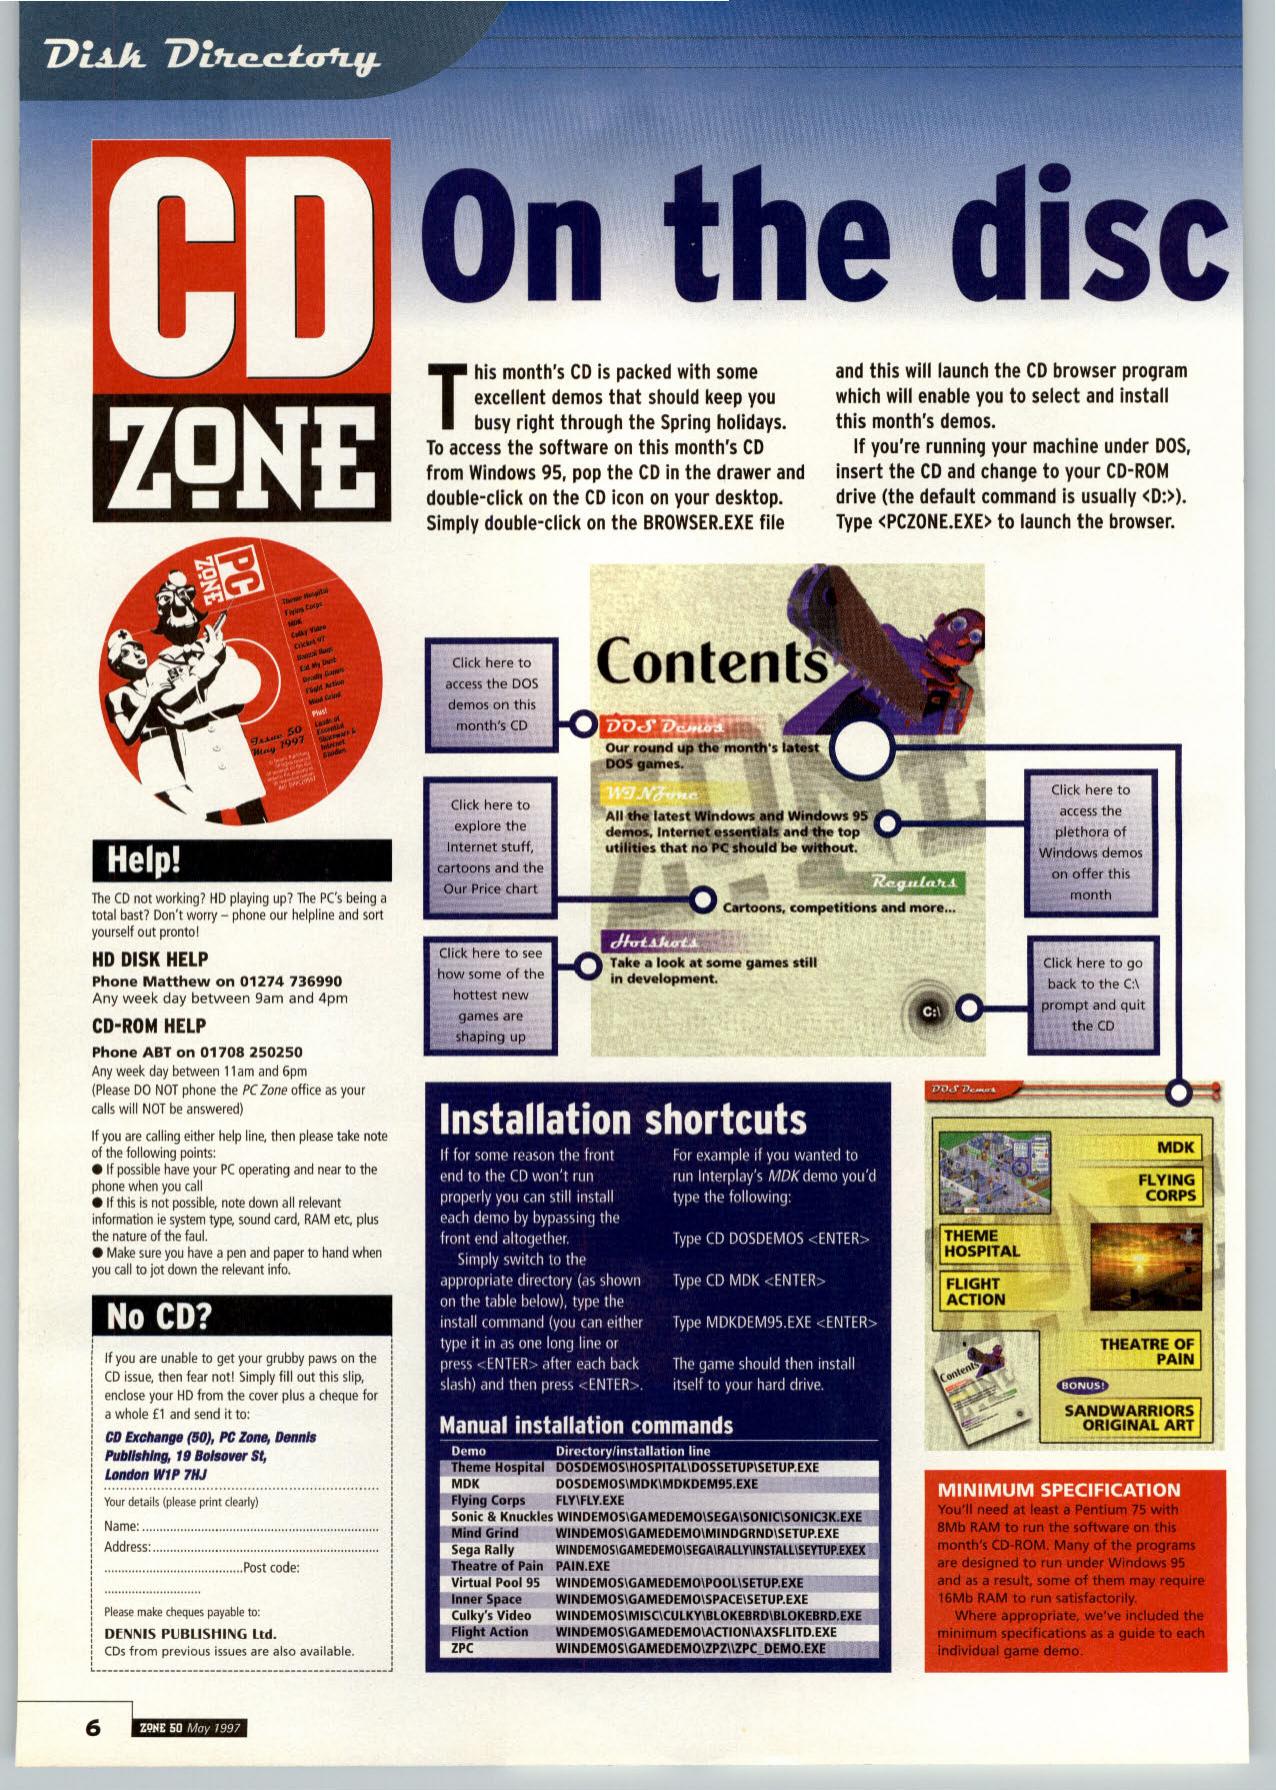 Disk Directory
CD
ZONE
On the disc
This month's CD is packed with some
excellent demos that should keep you
busy right through the Spring holidays.
To access the software on this month's CD
from Windows 95, pop the CD in the drawer and
double-click on the CD icon on your desktop.
Simply double-click on the BROWSER.EXE file
and this will launch the CD browser program
which will enable you to select and install
this month's demos.
If you're running your machine under DOS,
insert the CD and change to your CD-ROM
drive (the default command is usually <D:>).
Type <PCZONE.EXE> to launch the browser.
PC
ZONE
Theme Hospital
Flying Corps
MDK
Culky Video
Cricket 97
Eat My Dust
Deadly Games
Flight Action
Mind Grind
Plus!
Issue 50
May 1997
Click here to
access the DOS
demos on this
month's CD
Click here to
explore the
Internet stuff,
cartoons and the
Our Price chart
Click here to see
how some of the
hottest new
games are
shaping up
Contents
DOS Demos
Our round up the month's latest
DOS games.
WINZone
All the latest Windows and Windows 95
demos, Internet essentials and the top
utilities that no PC should be without.
Regulars
Cartoons, competitions and more...
Hotshots
Take a look at some games still
in development.
C:\
Click here to
access the
plethora of
Windows demos
on offer this
month
Click here to go
back to the C:\
prompt and quit
the CD
Help!
The CD not working? HD playing up? The PC's being a
total bast? Don't worry – phone our helpline and sort
yourself out pronto!
HD DISK HELP
Phone Matthew on 01274 736990
Any week day between 9am and 4pm
CD-ROM HELP
Phone ABT on 01708 250250
Any week day between 11am and 6pm
(Please DO NOT phone the PC Zone office as your
calls will NOT be answered)
If you are calling either help line, then please take note
of the following points:
● If possible have your PC operating and near to the
phone when you call
● If this is not possible, note down all relevant
information ie system type, sound card, RAM etc, plus
the nature of the faul.
● Make sure you have a pen and paper to hand when
you call to jot down the relevant info.
No CD?
If you are unable to get your grubby paws on the
CD issue, then fear not! Simply fill out this slip,
enclose your HD from the cover plus a cheque for
a whole £1 and send it to:
CD Exchange (50), PC Zone, Dennis
Publishing, 19 Bolsover St,
London W1P 7HJ
Your details (please print clearly)
Name:
Address:
Post code:
Please make cheques payable to:
DENNIS PUBLISHING Ltd.
CDs from previous issues are also available.
Installation shortcuts
If for some reason the front
end to the CD won't run
properly you can still install
each demo by bypassing the
front end altogether.
Simply switch to the
appropriate directory (as shown
on the table below), type the
install command (you can either
type it in as one long line or
press <ENTER> after each back
slash) and then press <ENTER>.
For example if you wanted to
run Interplay's MDK demo you'd
type the following:
Type CD DOSDEMOS <ENTER>
Type CD MDK <ENTER>
Type MDKDEM95.EXE <ENTER>
The game should then install
itself to your hard drive.
Manual installation commands
Demo Directory/installation line
Theme Hospital DOSDEMOS\HOSPITAL\DOSSETUP\SETUP.EXE
MDK DOSDEMOS\MDK\MDKDEM95.EXE
Flying Corps FLY\FLY.EXE
Sonic & Knuckles WINDEMOS\GAMEDEMO\SEGA\SONIC\SONIC3K.EXE
Mind Grind WINDEMOS\GAMEDEMO\MINDGRND\SETUP.EXE
Sega Rally WINDEMOS\GAMEDEMO\SEGA\RALLY\INSTALL\SEYTUP.EXEX
Theatre of Pain PAIN.EXE
Virtual Pool 95 WINDEMOS\GAMEDEMO\POOL\SETUP.EXE
Inner Space WINDEMOS\GAMEDEMO\SPACE\SETUP.EXE
Culky's Video WINDEMOS\MISC\CULKY\BLOKEBRD\BLOKEBRD.EXE
Flight Action WINDEMOS\GAMEDEMO\ACTION\AXSFLITD.EXE
ZPC WINDEMOS\GAMEDEMO\ZPZ\\ZPC_DEMO.EXE
DOS Demos
MDK
FLYING
CORPS
THEME
HOSPITAL
FLIGHT
ACTION
THEATRE OF
PAIN
Contents
BONUS!
SANDWARRIORS
ORIGINAL ART
MINIMUM SPECIFICATION
You'll need at least a Pentium 75 with
8Mb RAM to run the software on this
month's CD-ROM. Many of the programs
are designed to run under Windows 95
and as a result, some of them may require
16Mb RAM to run satisfactorily.
Where appropriate, we've included the
minimum specifications as a guide to each
individual game demo.
6
ZONE 50 May 1997